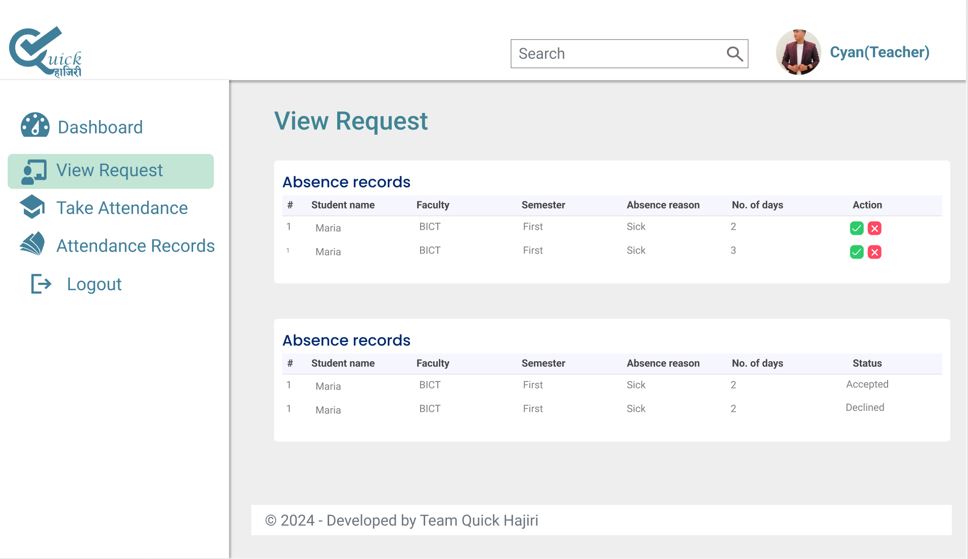 Quick
हाजिरी
Search
Cyan(Teacher)
Dashboard
View Request
Take Attendance
Attendance Records
Logout
View Request
Absence records
# Student name Faculty Semester Absence reason No. of days Action
1 Maria BICT First Sick 2
1 Maria BICT First Sick 3
Absence records
# Student name Faculty Semester Absence reason No. of days Status
1 Maria BICT First Sick 2 Accepted
1 Maria BICT First Sick 2 Declined
© 2024 - Developed by Team Quick Hajiri